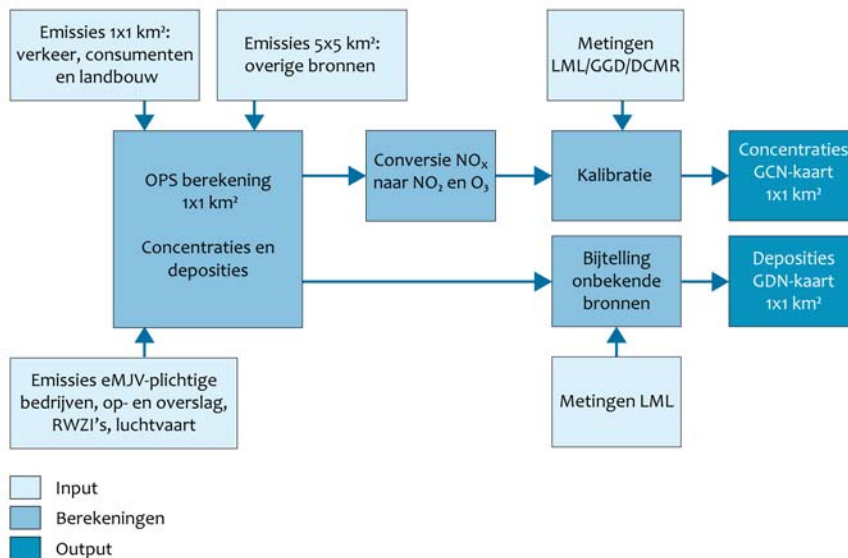 Emissies 1x1 km²:
verkeer, consumenten
en landbouw
Emissies 5x5 km²:
overige bronnen
Metingen
LML/GGD/DCMR
OPS berekening
1x1 km²
Concentraties en
deposities
Conversie NOₓ
naar NO₂ en O₃
Kalibratie
Concentraties
GCN-kaart
1x1 km²
Bijtelling
onbekende
bronnen
Deposities
GDN-kaart
1x1 km²
Emissies eMJV-plichtige
bedrijven, op- en overslag,
RWZI's, luchtvaart
Metingen LML
Input
Berekeningen
Output